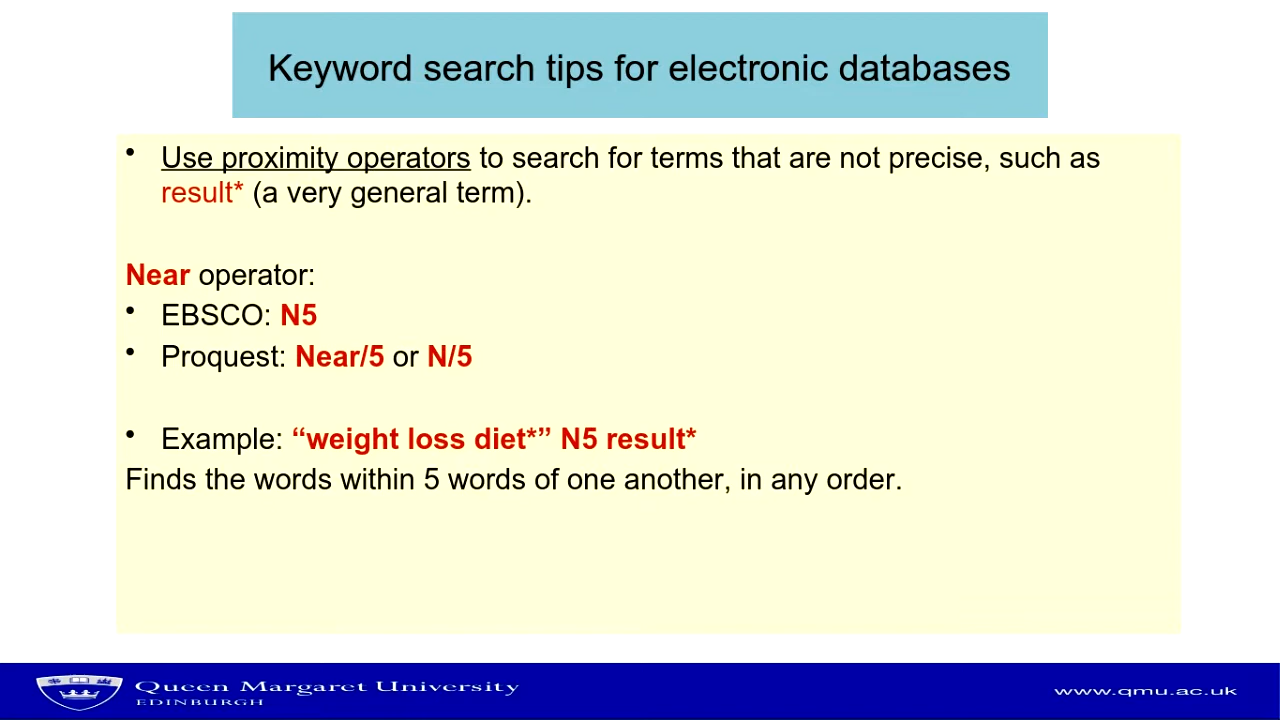 Keyword search tips for electronic databases
• Use proximity operators to search for terms that are not precise, such as
result* (a very general term).
Near operator:
• EBSCO: N5
• Proquest: Near/5 or N/5
• Example: “weight loss diet*” N5 result*
Finds the words within 5 words of one another, in any order.
Queen Margaret University
EDINBURGH
www.qmu.ac.uk